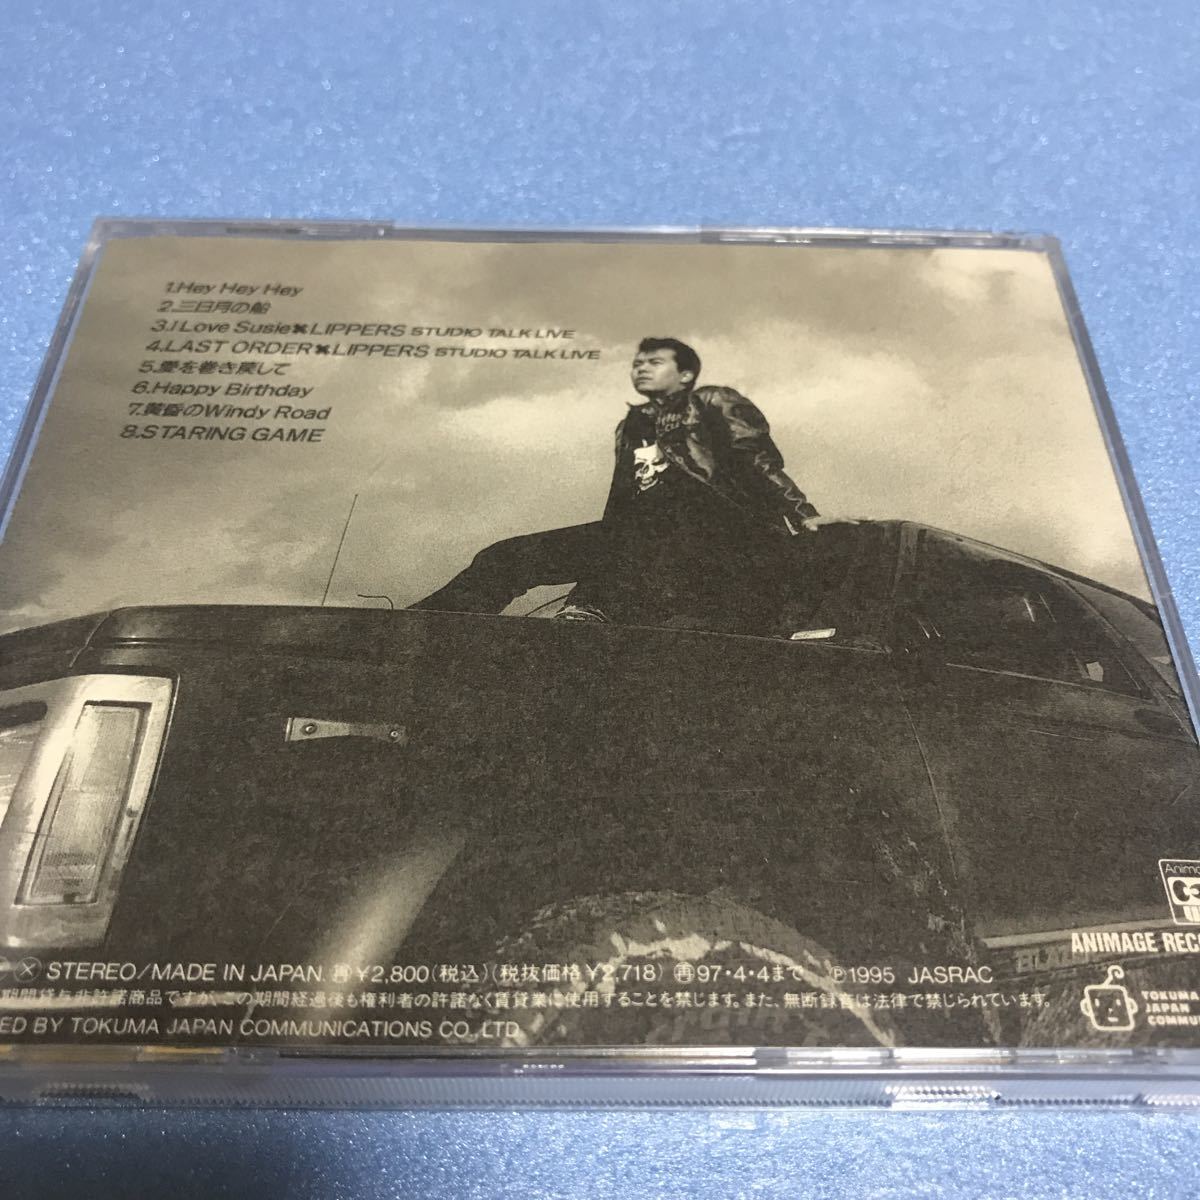 1.Hey Hey Hey
2.三日月の船
3.I Love Susie✖LIPPERS STUDIO TALK LIVE
4.LAST ORDER✖LIPPERS STUDIO TALK LIVE
5.愛を巻き戻して
6.Happy Birthday
7.黄昏のWindy Road
8.STARING GAME
ANIMAGE REC
STEREO/MADE IN JAPAN. 再¥2,800(税込)(税抜価格¥2,718) 再97・4・4まで ℗1995 JASRAC
期間貸与非許諾商品ですが、この期間経過後も権利者の許諾なく賃貸業に使用することを禁じます。また、無断録音は法律で禁じられています。
ED BY TOKUMA JAPAN COMMUNICATIONS CO.,LTD.
TOKUMA
JAPAN
COMMU